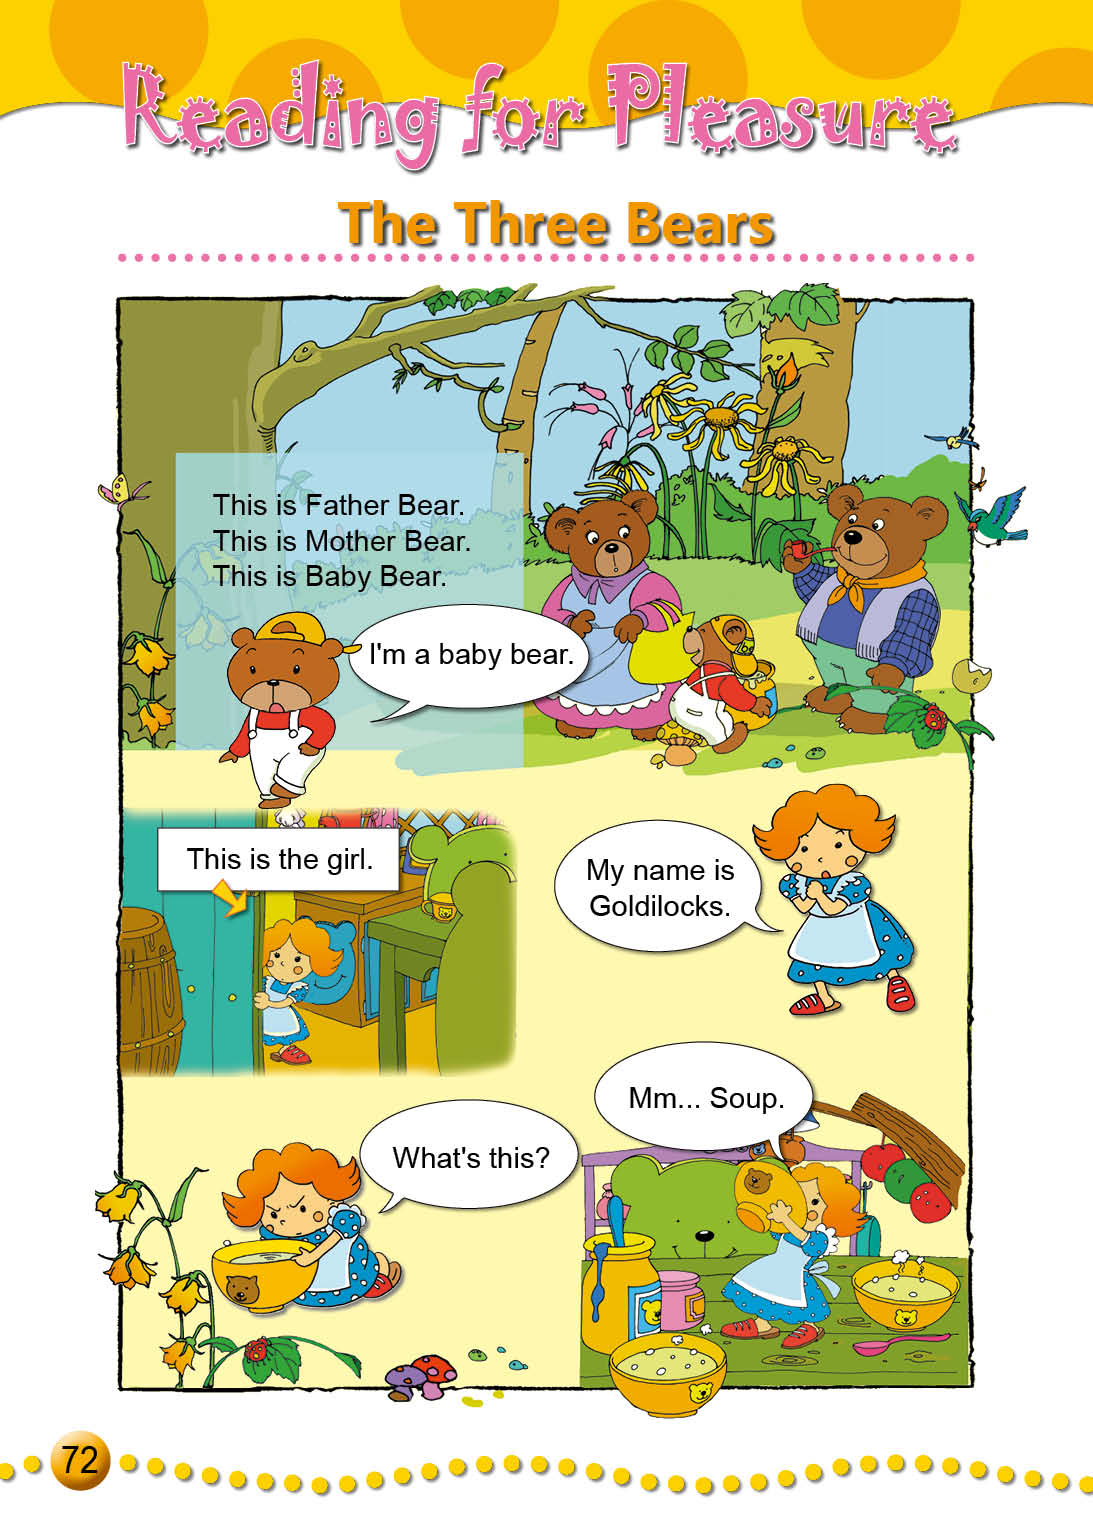 Reading for Pleasure
The Three Bears
This is Father Bear.
This is Mother Bear.
This is Baby Bear.
I'm a baby bear.
This is the girl.
My name is
Goldilocks.
Mm... Soup.
What's this?
72